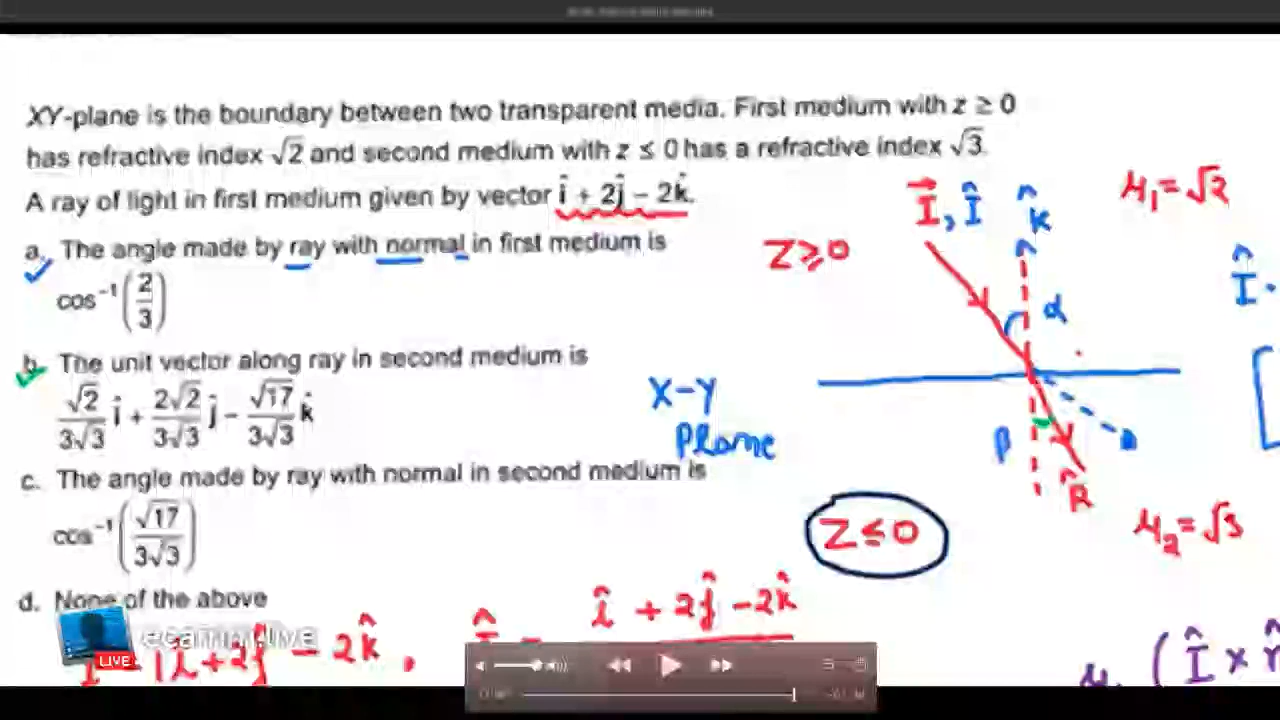 XY-plane is the boundary between two transparent media. First medium with z ≥ 0
has refractive index √2 and second medium with z ≤ 0 has a refractive index √3.
A ray of light in first medium given by vector î + 2ĵ − 2k̂.
a. The angle made by ray with normal in first medium is
cos⁻¹(2/3)
b. The unit vector along ray in second medium is
√2/3√3 î + 2√2/3√3 ĵ − √17/3√3 k̂
c. The angle made by ray with normal in second medium is
cos⁻¹(√17/3√3)
d. None of the above
I⃗, Î
k̂
μ₁ = √2
Z ≥ 0
α
Î ·
X-Y
Plane
β
R̂
Z ≤ 0
μ₂ = √3
î + 2ĵ − 2k̂
1î + 2ĵ − 2k̂,
Î =
(Î ×
ecamm.live
LIVE